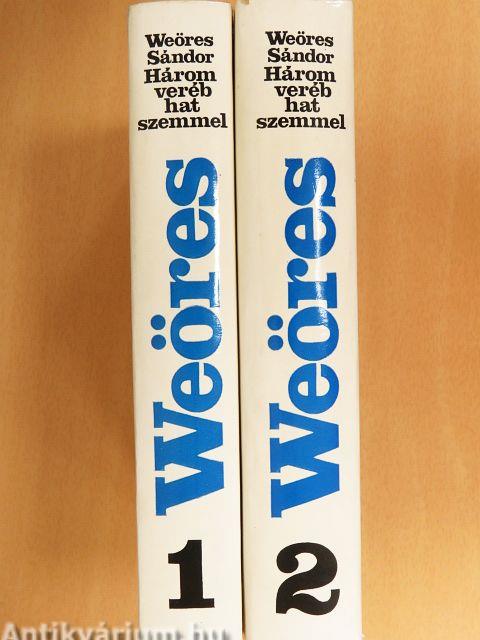 Weöres
Sándor
Három
veréb
hat
szemmel
Weöres
1
Weöres
Sándor
Három
veréb
hat
szemmel
Weöres
2
Antikvárium.hu